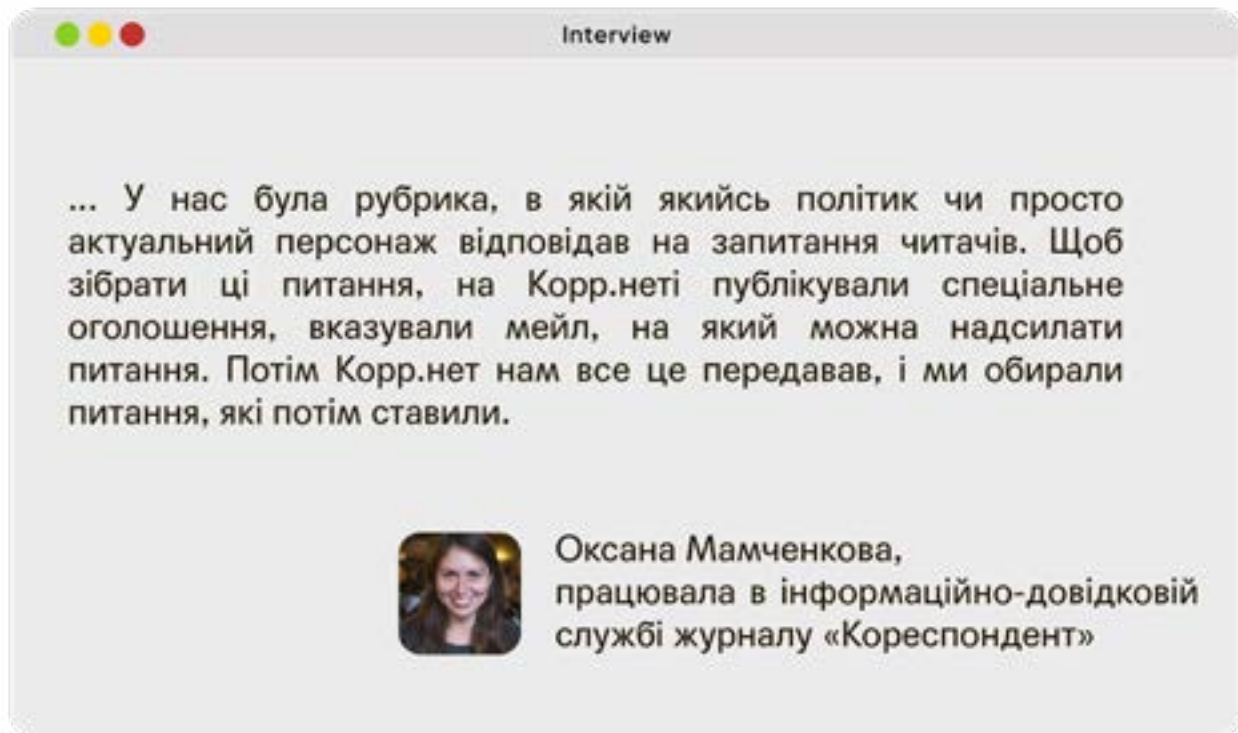 Interview
... У нас була рубрика, в якій якийсь політик чи просто
актуальний персонаж відповідав на запитання читачів. Щоб
зібрати ці питання, на Корр.неті публікували спеціальне
оголошення, вказували мейл, на який можна надсилати
питання. Потім Корр.нет нам все це передавав, і ми обирали
питання, які потім ставили.
Оксана Мамченкова,
працювала в інформаційно-довідковій
службі журналу «Кореспондент»